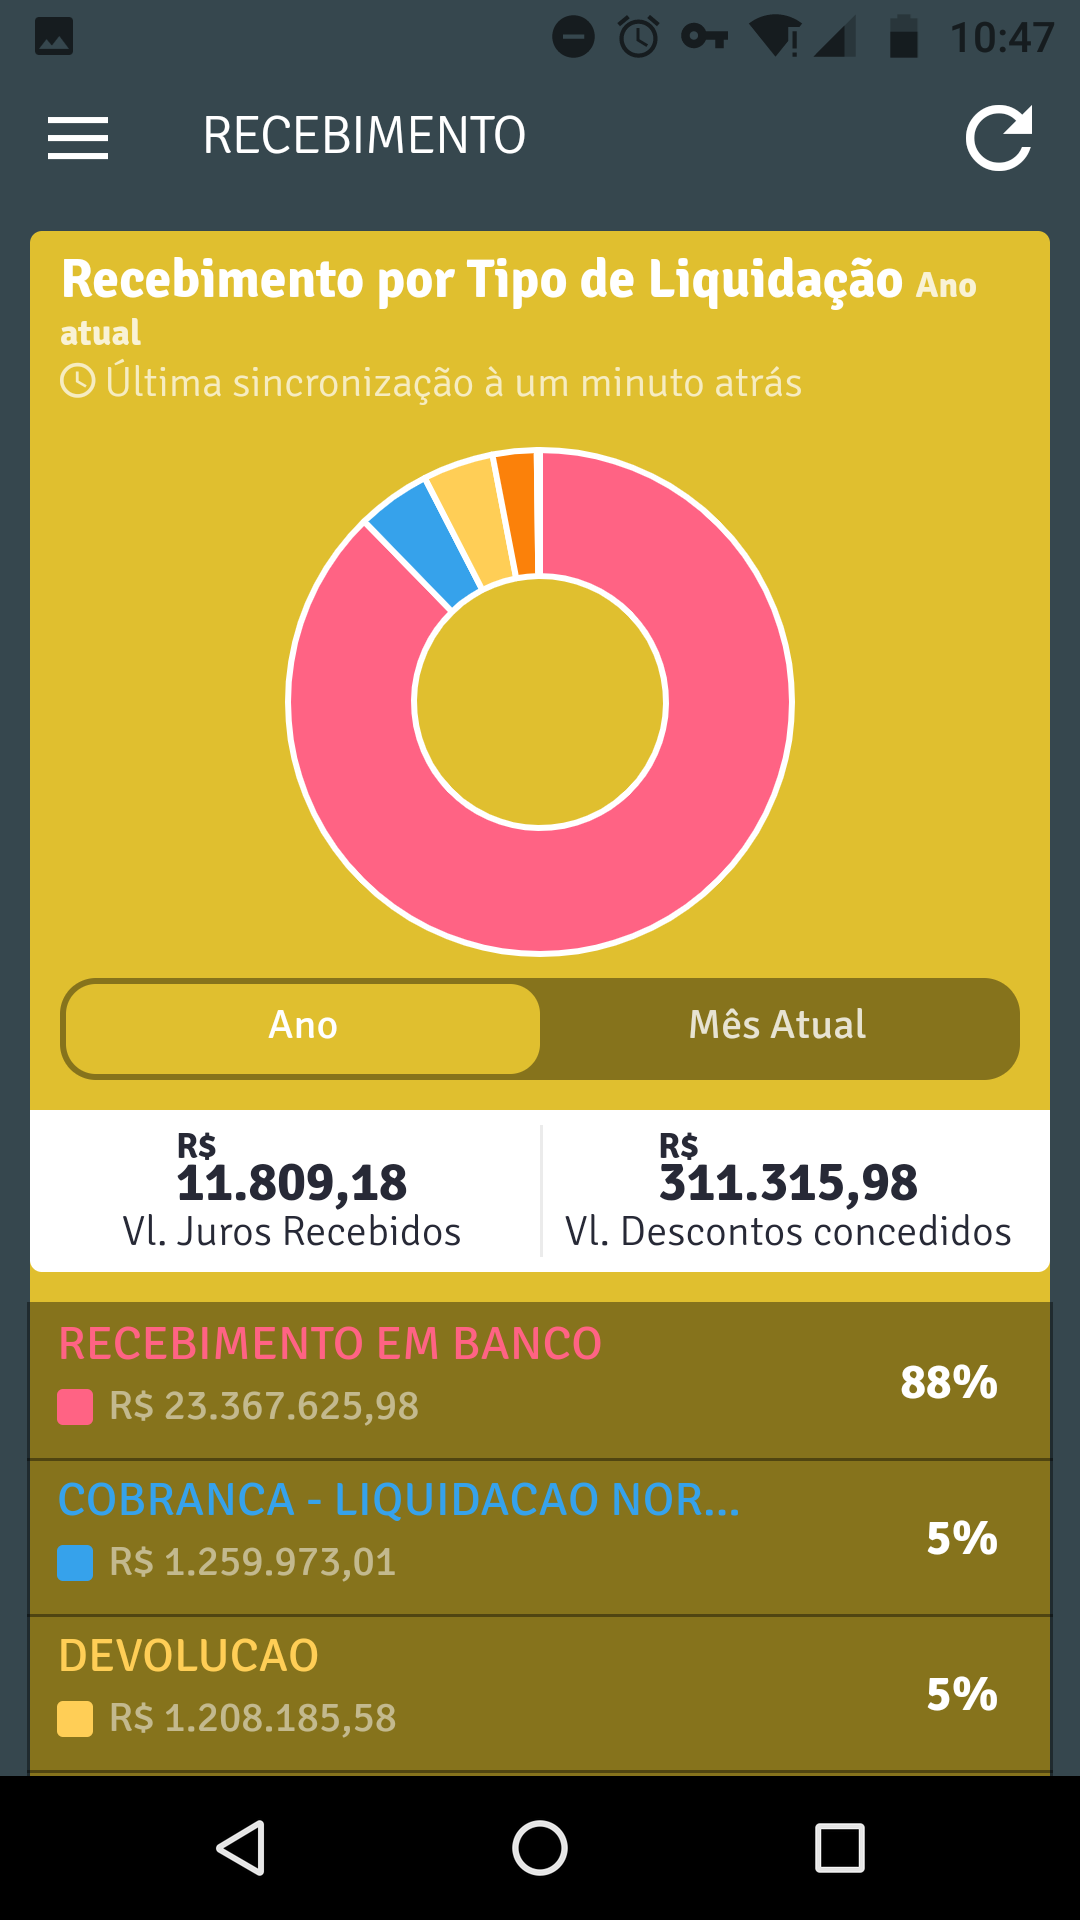 10:47
RECEBIMENTO
Recebimento por Tipo de Liquidação Ano
atual
Última sincronização à um minuto atrás
Ano
Mês Atual
R$
11.809,18
Vl. Juros Recebidos
R$
311.315,98
Vl. Descontos concedidos
RECEBIMENTO EM BANCO
R$ 23.367.625,98
88%
COBRANCA - LIQUIDACAO NOR...
R$ 1.259.973,01
5%
DEVOLUCAO
R$ 1.208.185,58
5%